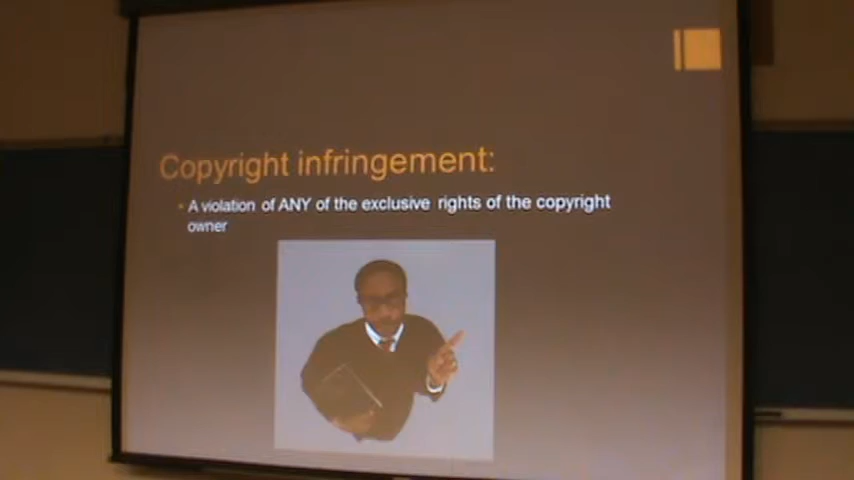 Copyright infringement:
A violation of ANY of the exclusive rights of the copyright
owner